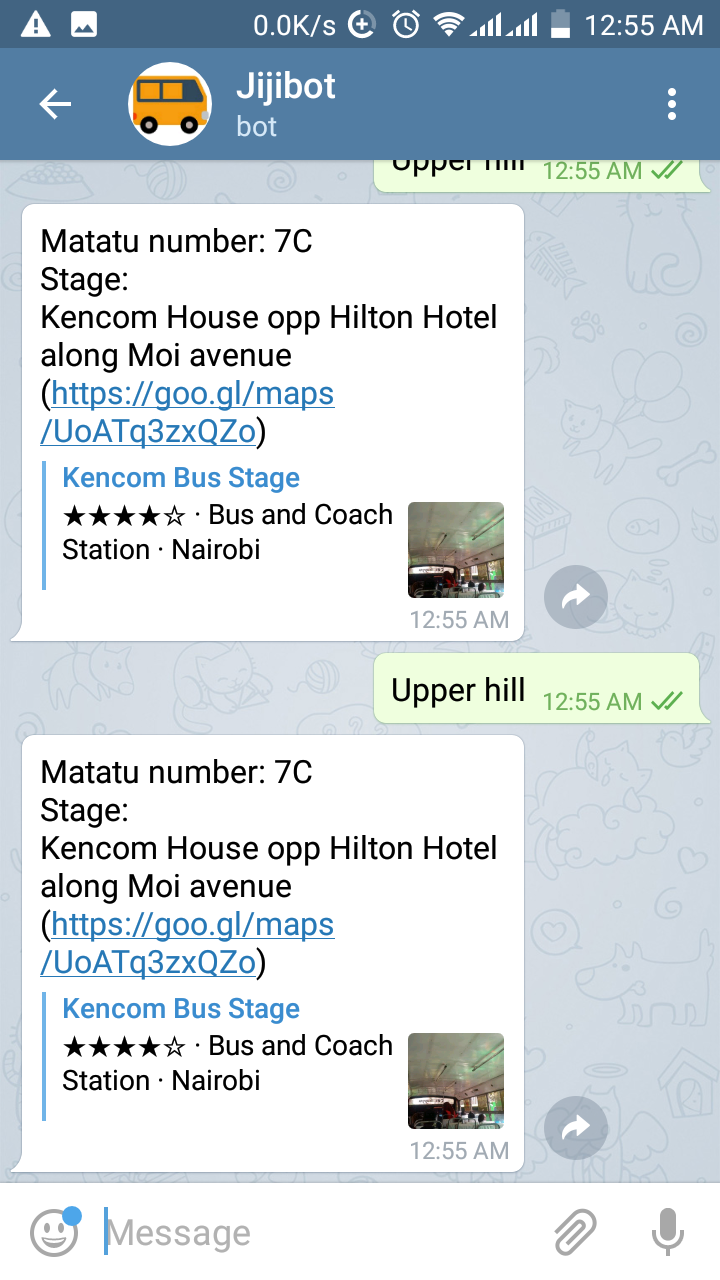 0.0K/s 12:55 AM
Jijibot
bot
Upper hill 12:55 AM
Matatu number: 7C
Stage:
Kencom House opp Hilton Hotel
along Moi avenue
(https://goo.gl/maps
/UoATq3zxQZo)
Kencom Bus Stage
★★★★☆ · Bus and Coach
Station · Nairobi
12:55 AM
Upper hill 12:55 AM
Matatu number: 7C
Stage:
Kencom House opp Hilton Hotel
along Moi avenue
(https://goo.gl/maps
/UoATq3zxQZo)
Kencom Bus Stage
★★★★☆ · Bus and Coach
Station · Nairobi
12:55 AM
Message